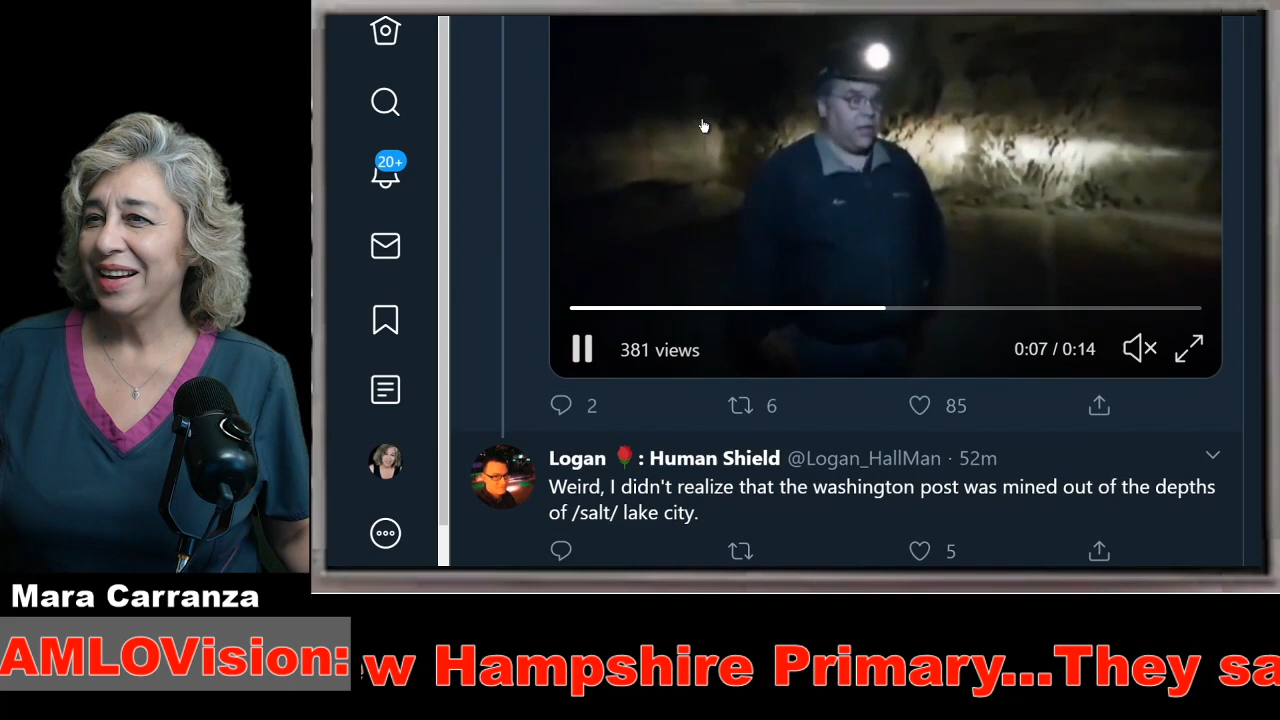 20+
381 views
0:07 / 0:14
2
6
85
Logan 🌹: Human Shield @Logan_HallMan · 52m
Weird, I didn't realize that the washington post was mined out of the depths
of /salt/ lake city.
5
Mara Carranza
AMLOVision:
w Hampshire Primary...They sa